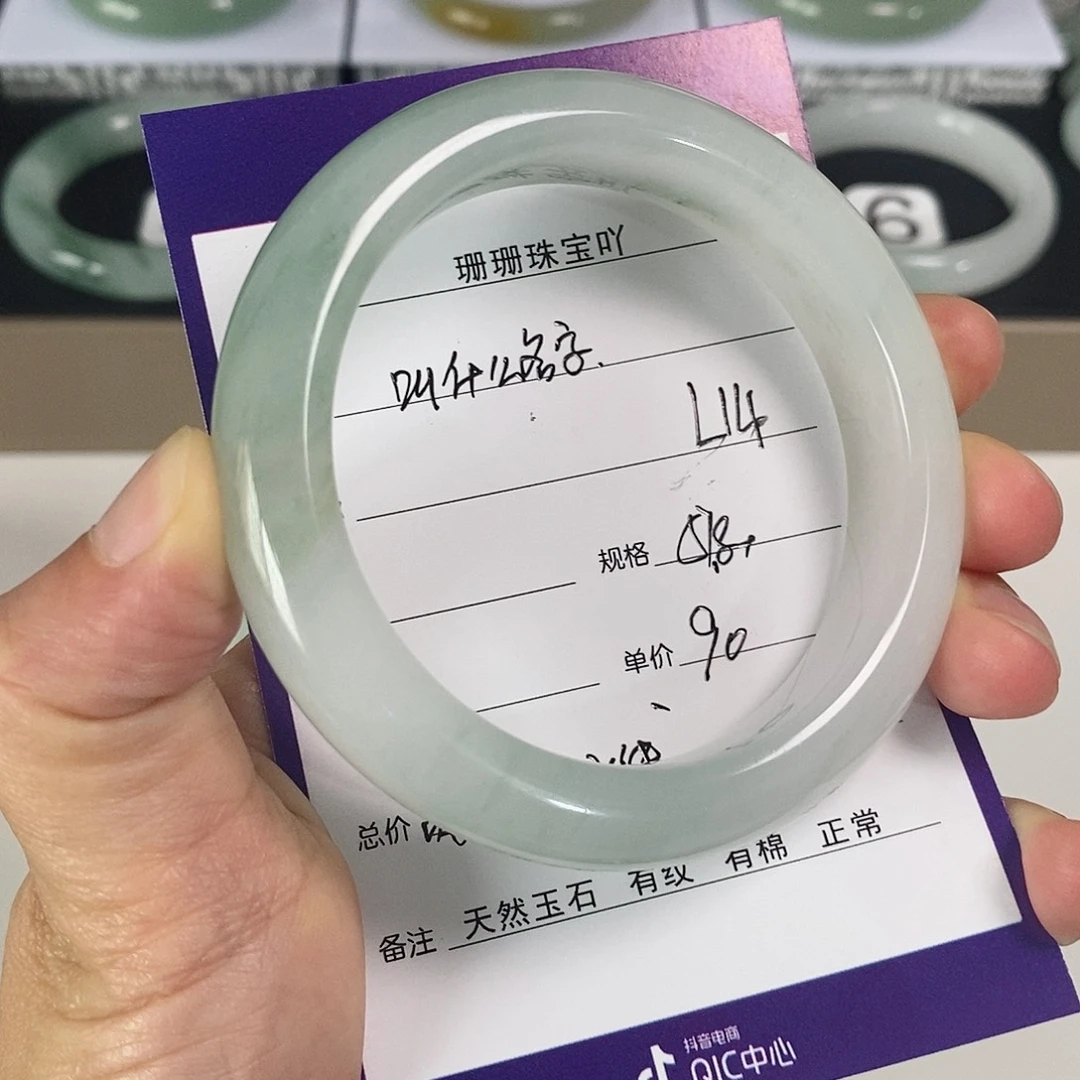 6
珊珊珠宝吖
叫什么名字.
L14
规格 58.
单价 90
总价
备注 天然玉石 有纹 有棉 正常
抖音电商
QIC中心